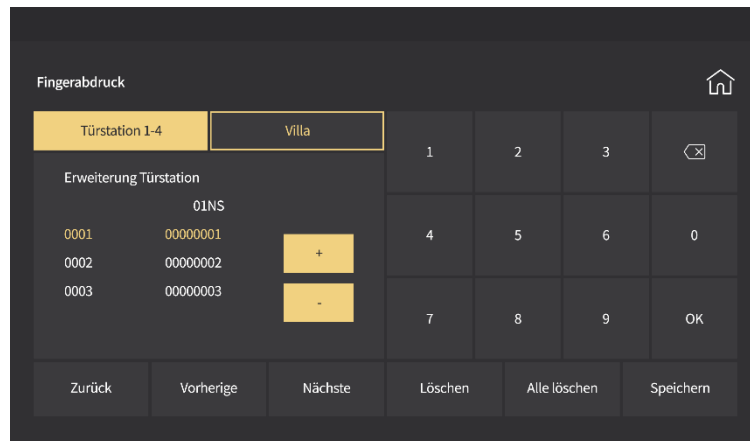 Fingerabdruck
Türstation 1-4
Villa
Erweiterung Türstation
01NS
0001 00000001
0002 00000002
0003 00000003
+
-
1 2 3
4 5 6 0
7 8 9 OK
Zurück Vorherige Nächste Löschen Alle löschen Speichern